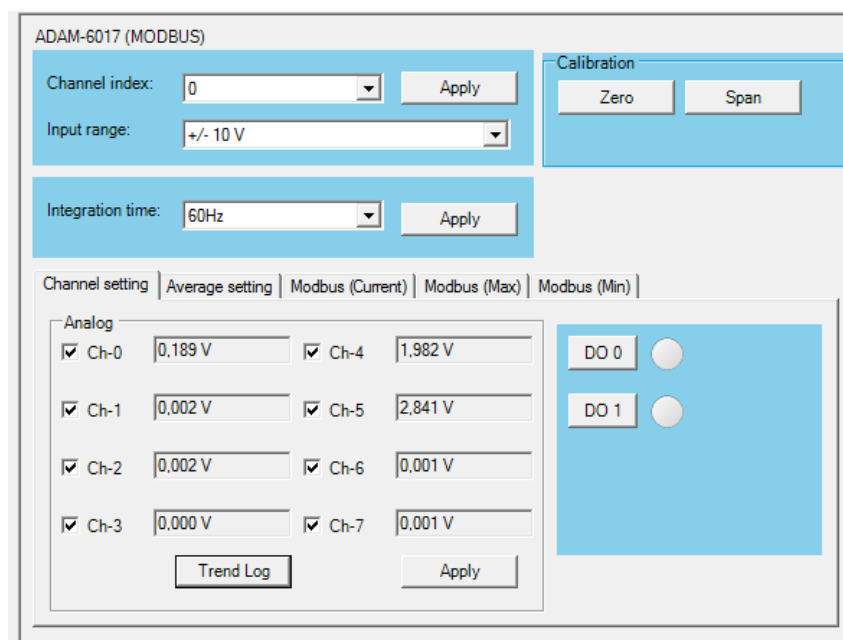 ADAM-6017 (MODBUS)
Channel index: 0 Apply
Input range: +/- 10 V
Calibration
Zero Span
Integration time: 60Hz Apply
Channel setting Average setting Modbus (Current) Modbus (Max) Modbus (Min)
Analog
Ch-0 0,189 V Ch-4 1,982 V
Ch-1 0,002 V Ch-5 2,841 V
Ch-2 0,002 V Ch-6 0,001 V
Ch-3 0,000 V Ch-7 0,001 V
Trend Log Apply
DO 0
DO 1